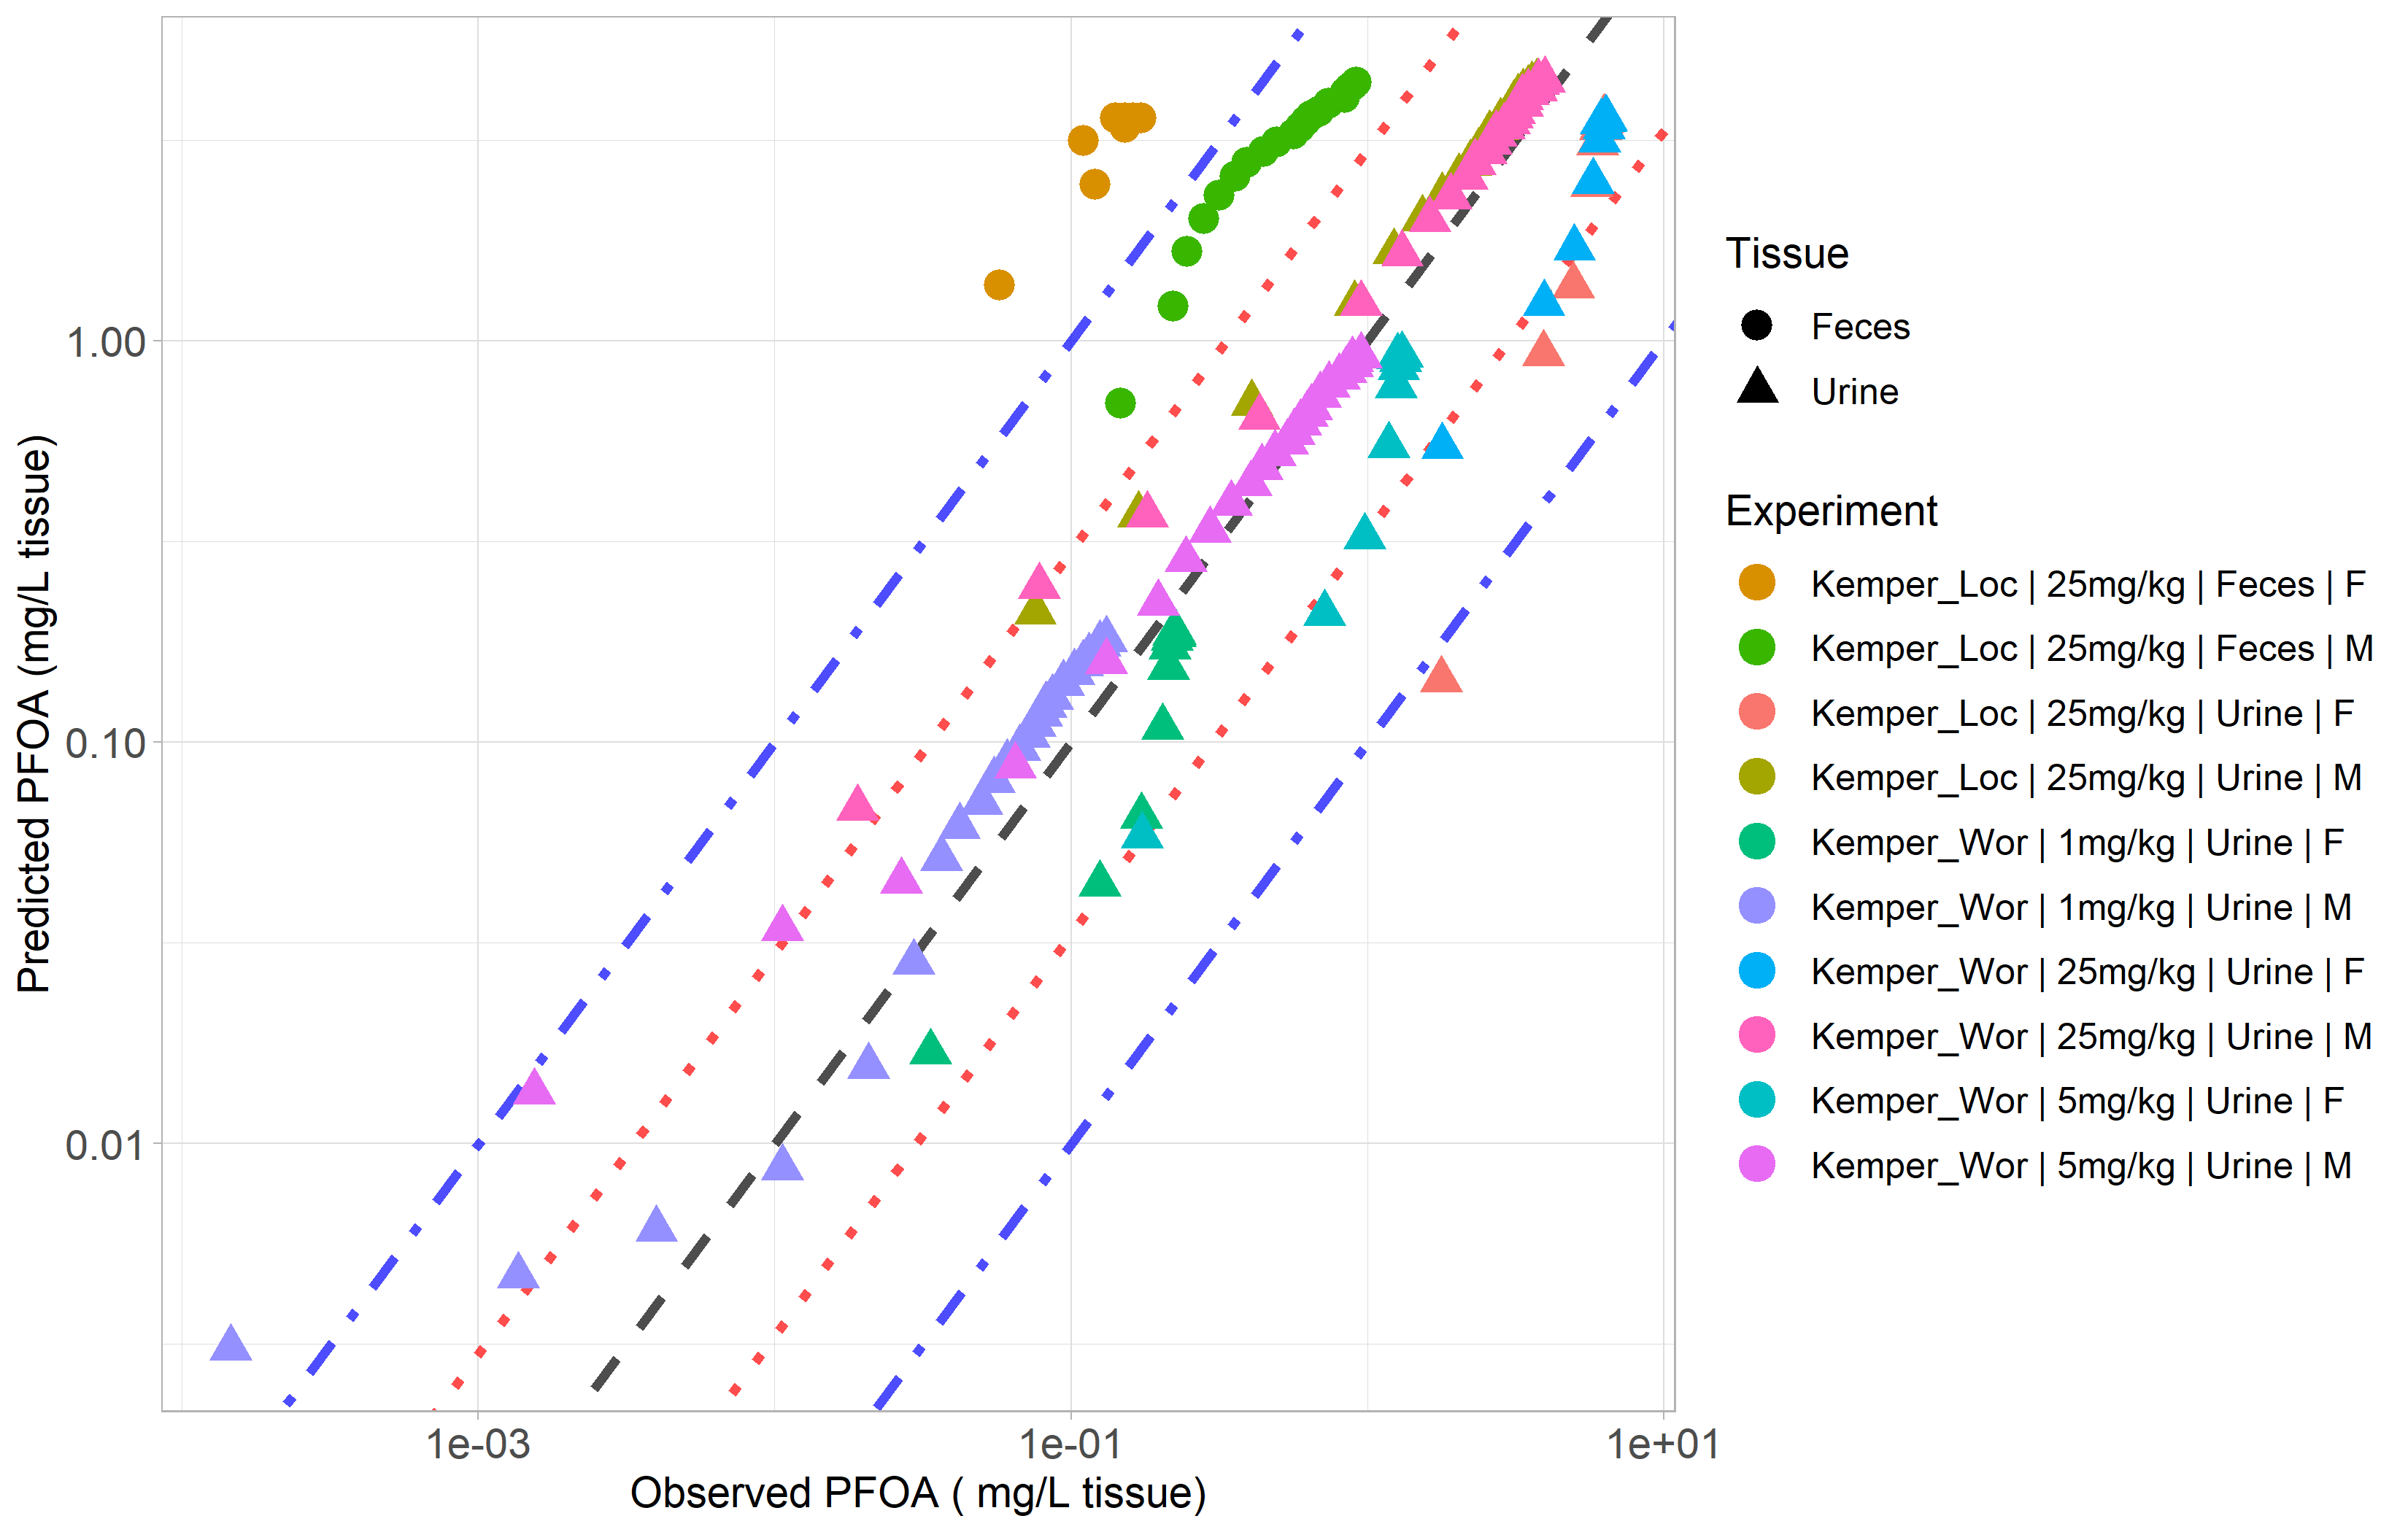 Predicted PFOA (mg/L tissue)
1.00
0.10
0.01
1e-03
1e-01
1e+01
Observed PFOA ( mg/L tissue)
Tissue
Feces
Urine
Experiment
Kemper_Loc | 25mg/kg | Feces | F
Kemper_Loc | 25mg/kg | Feces | M
Kemper_Loc | 25mg/kg | Urine | F
Kemper_Loc | 25mg/kg | Urine | M
Kemper_Wor | 1mg/kg | Urine | F
Kemper_Wor | 1mg/kg | Urine | M
Kemper_Wor | 25mg/kg | Urine | F
Kemper_Wor | 25mg/kg | Urine | M
Kemper_Wor | 5mg/kg | Urine | F
Kemper_Wor | 5mg/kg | Urine | M